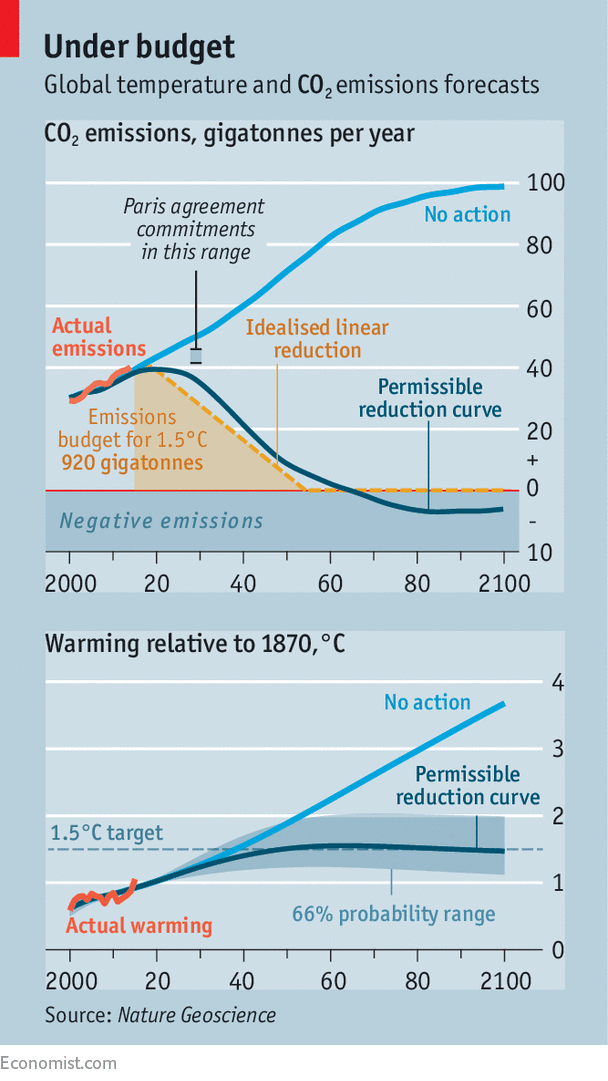 Under budget
Global temperature and CO₂ emissions forecasts
CO₂ emissions, gigatonnes per year
100
Paris agreement
commitments
in this range
No action
80
60
Actual
emissions
Idealised linear
reduction
40
Permissible
reduction curve
Emissions
budget for 1.5°C
920 gigatonnes
20
+
0
Negative emissions
-
10
2000 20 40 60 80 2100
Warming relative to 1870, °C
4
No action
3
Permissible
reduction curve
2
1.5°C target
1
66% probability range
Actual warming
0
2000 20 40 60 80 2100
Source: Nature Geoscience
Economist.com